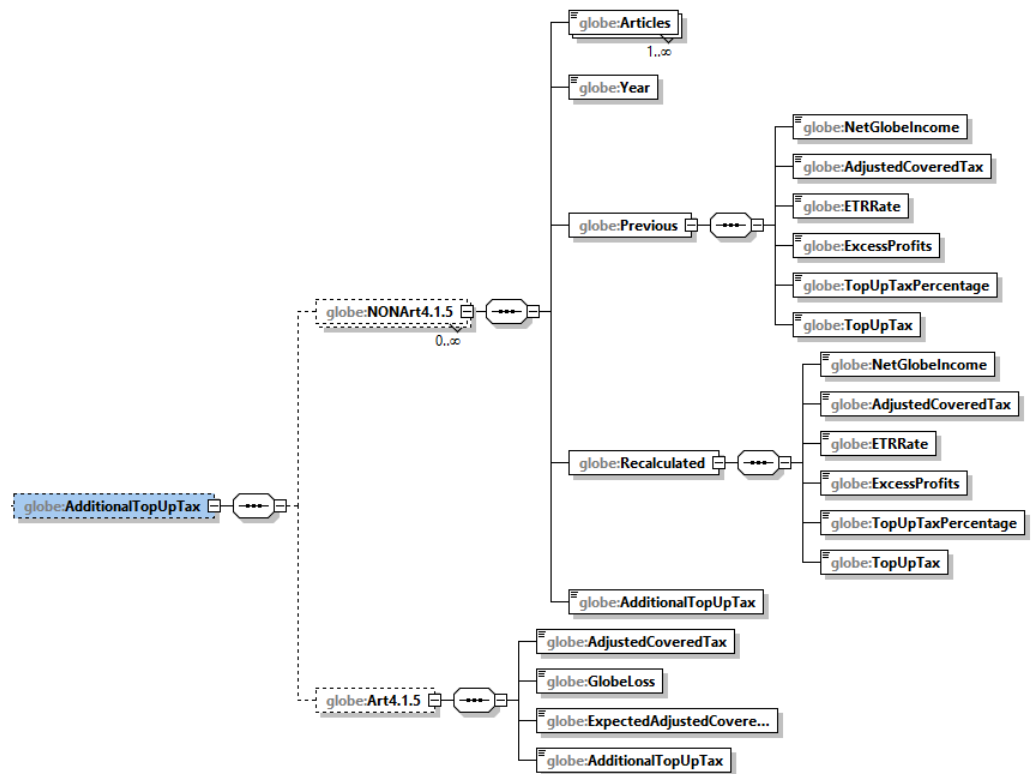 globe:Articles
1..∞
globe:Year
globe:NetGlobeIncome
globe:AdjustedCoveredTax
globe:ETRRate
globe:Previous
globe:ExcessProfits
globe:TopUpTaxPercentage
globe:NONArt4.1.5
globe:TopUpTax
0..∞
globe:NetGlobeIncome
globe:AdjustedCoveredTax
globe:ETRRate
globe:Recalculated
globe:ExcessProfits
globe:AdditionalTopUpTax
globe:TopUpTaxPercentage
globe:TopUpTax
globe:AdditionalTopUpTax
globe:AdjustedCoveredTax
globe:GlobeLoss
globe:Art4.1.5
globe:ExpectedAdjustedCovere...
globe:AdditionalTopUpTax